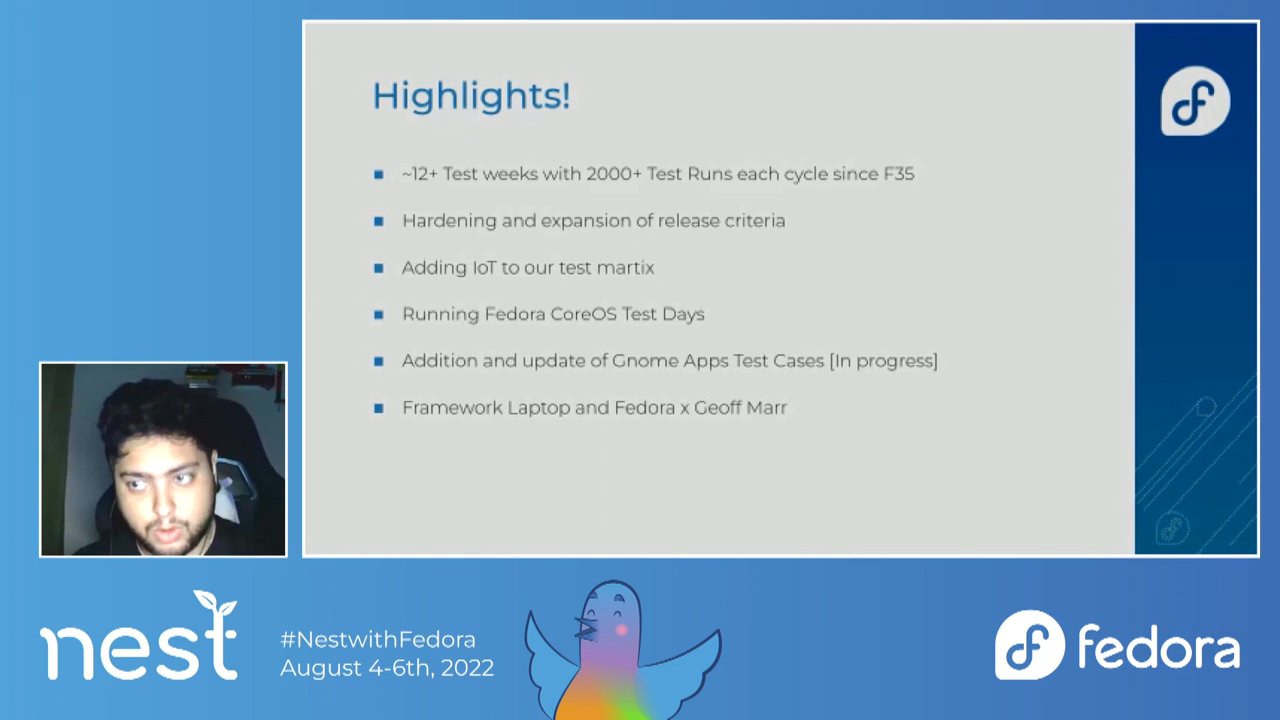 Highlights!
~12+ Test weeks with 2000+ Test Runs each cycle since F35
Hardening and expansion of release criteria
Adding IoT to our test martix
Running Fedora CoreOS Test Days
Addition and update of Gnome Apps Test Cases [In progress]
Framework Laptop and Fedora x Geoff Marr
nest
#NestwithFedora
August 4-6th, 2022
fedora